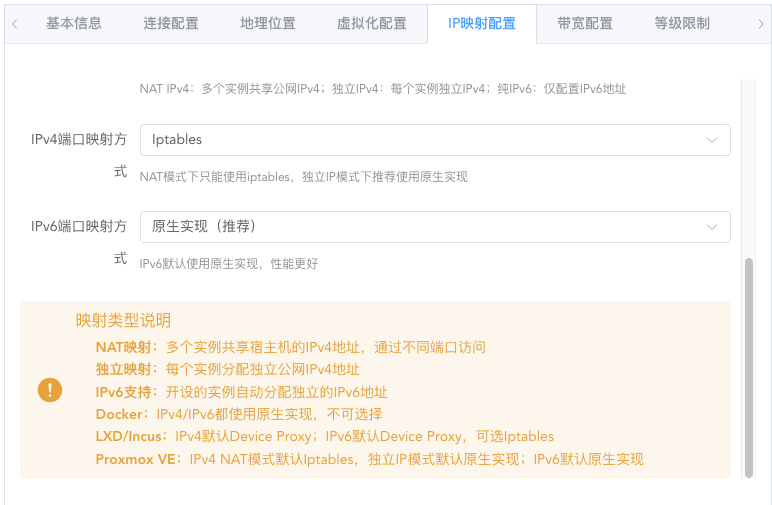 基本信息 连接配置 地理位置 虚拟化配置 IP映射配置 带宽配置 等级限制
NAT IPv4：多个实例共享公网IPv4；独立IPv4：每个实例独立IPv4；纯IPv6：仅配置IPv6地址
IPv4端口映射方式 Iptables
NAT模式下只能使用iptables，独立IP模式下推荐使用原生实现
IPv6端口映射方式 原生实现（推荐）
IPv6默认使用原生实现，性能更好
映射类型说明
NAT映射：多个实例共享宿主机的IPv4地址，通过不同端口访问
独立映射：每个实例分配独立公网IPv4地址
IPv6支持：开设的实例自动分配独立的IPv6地址
Docker：IPv4/IPv6都使用原生实现，不可选择
LXD/Incus：IPv4默认Device Proxy；IPv6默认Device Proxy，可选Iptables
Proxmox VE：IPv4 NAT模式默认Iptables，独立IP模式默认原生实现；IPv6默认原生实现